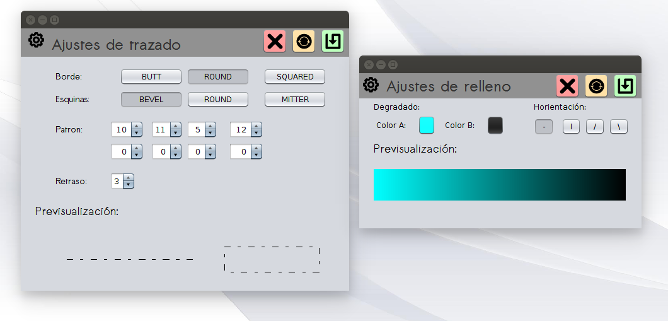 Ajustes de trazado
Borde: BUTT ROUND SQUARED
Esquinas: BEVEL ROUND MITTER
Patron: 10 11 5 12
0 0 0 0
Retraso: 3
Previsualización:
Ajustes de relleno
Degradado: Horientación:
Color A: Color B: - | / \
Previsualización: